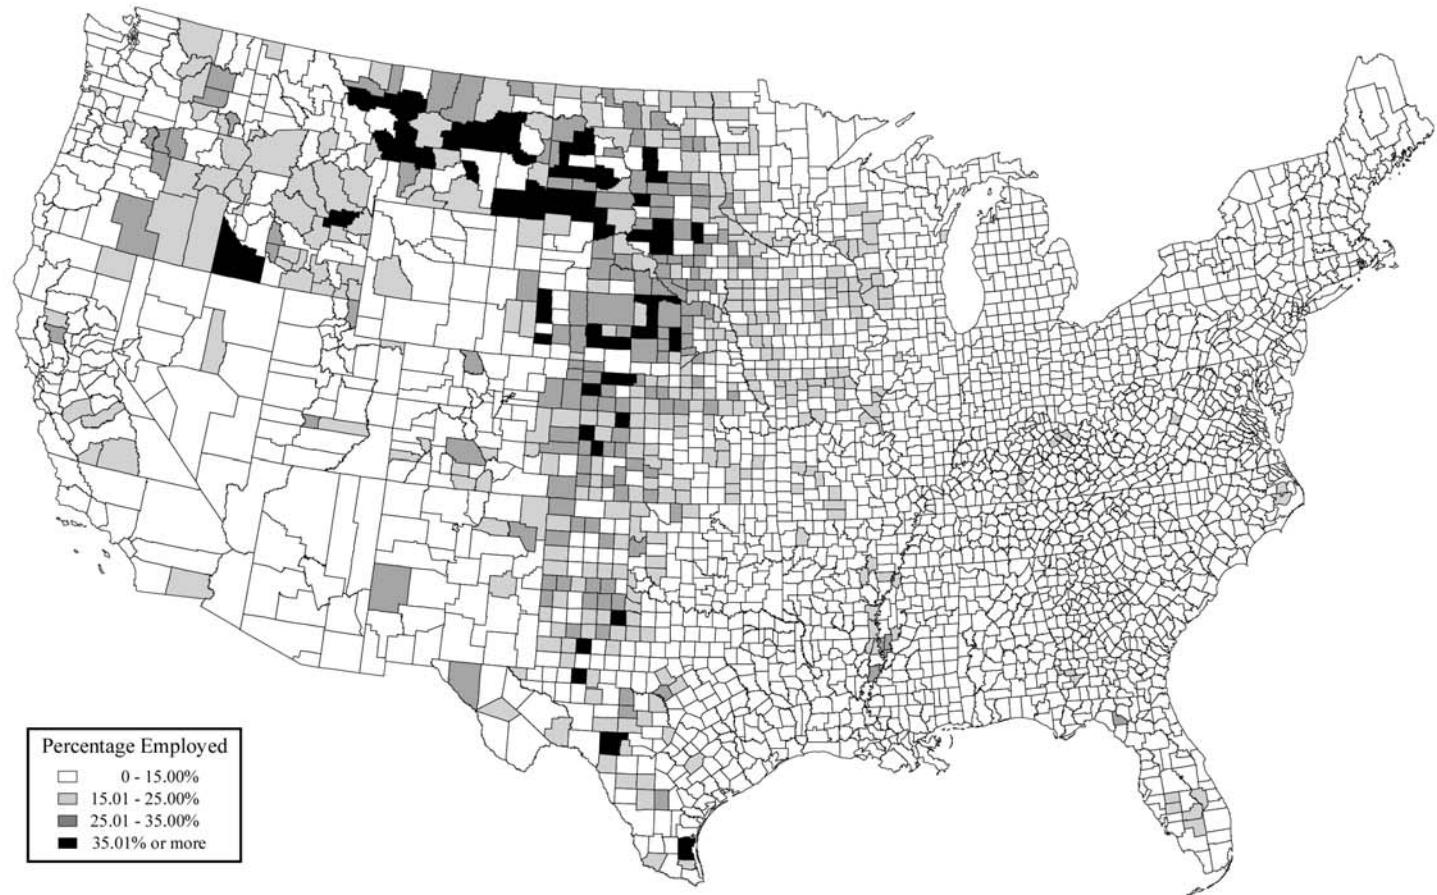 Percentage Employed
0 - 15.00%
15.01 - 25.00%
25.01 - 35.00%
35.01% or more